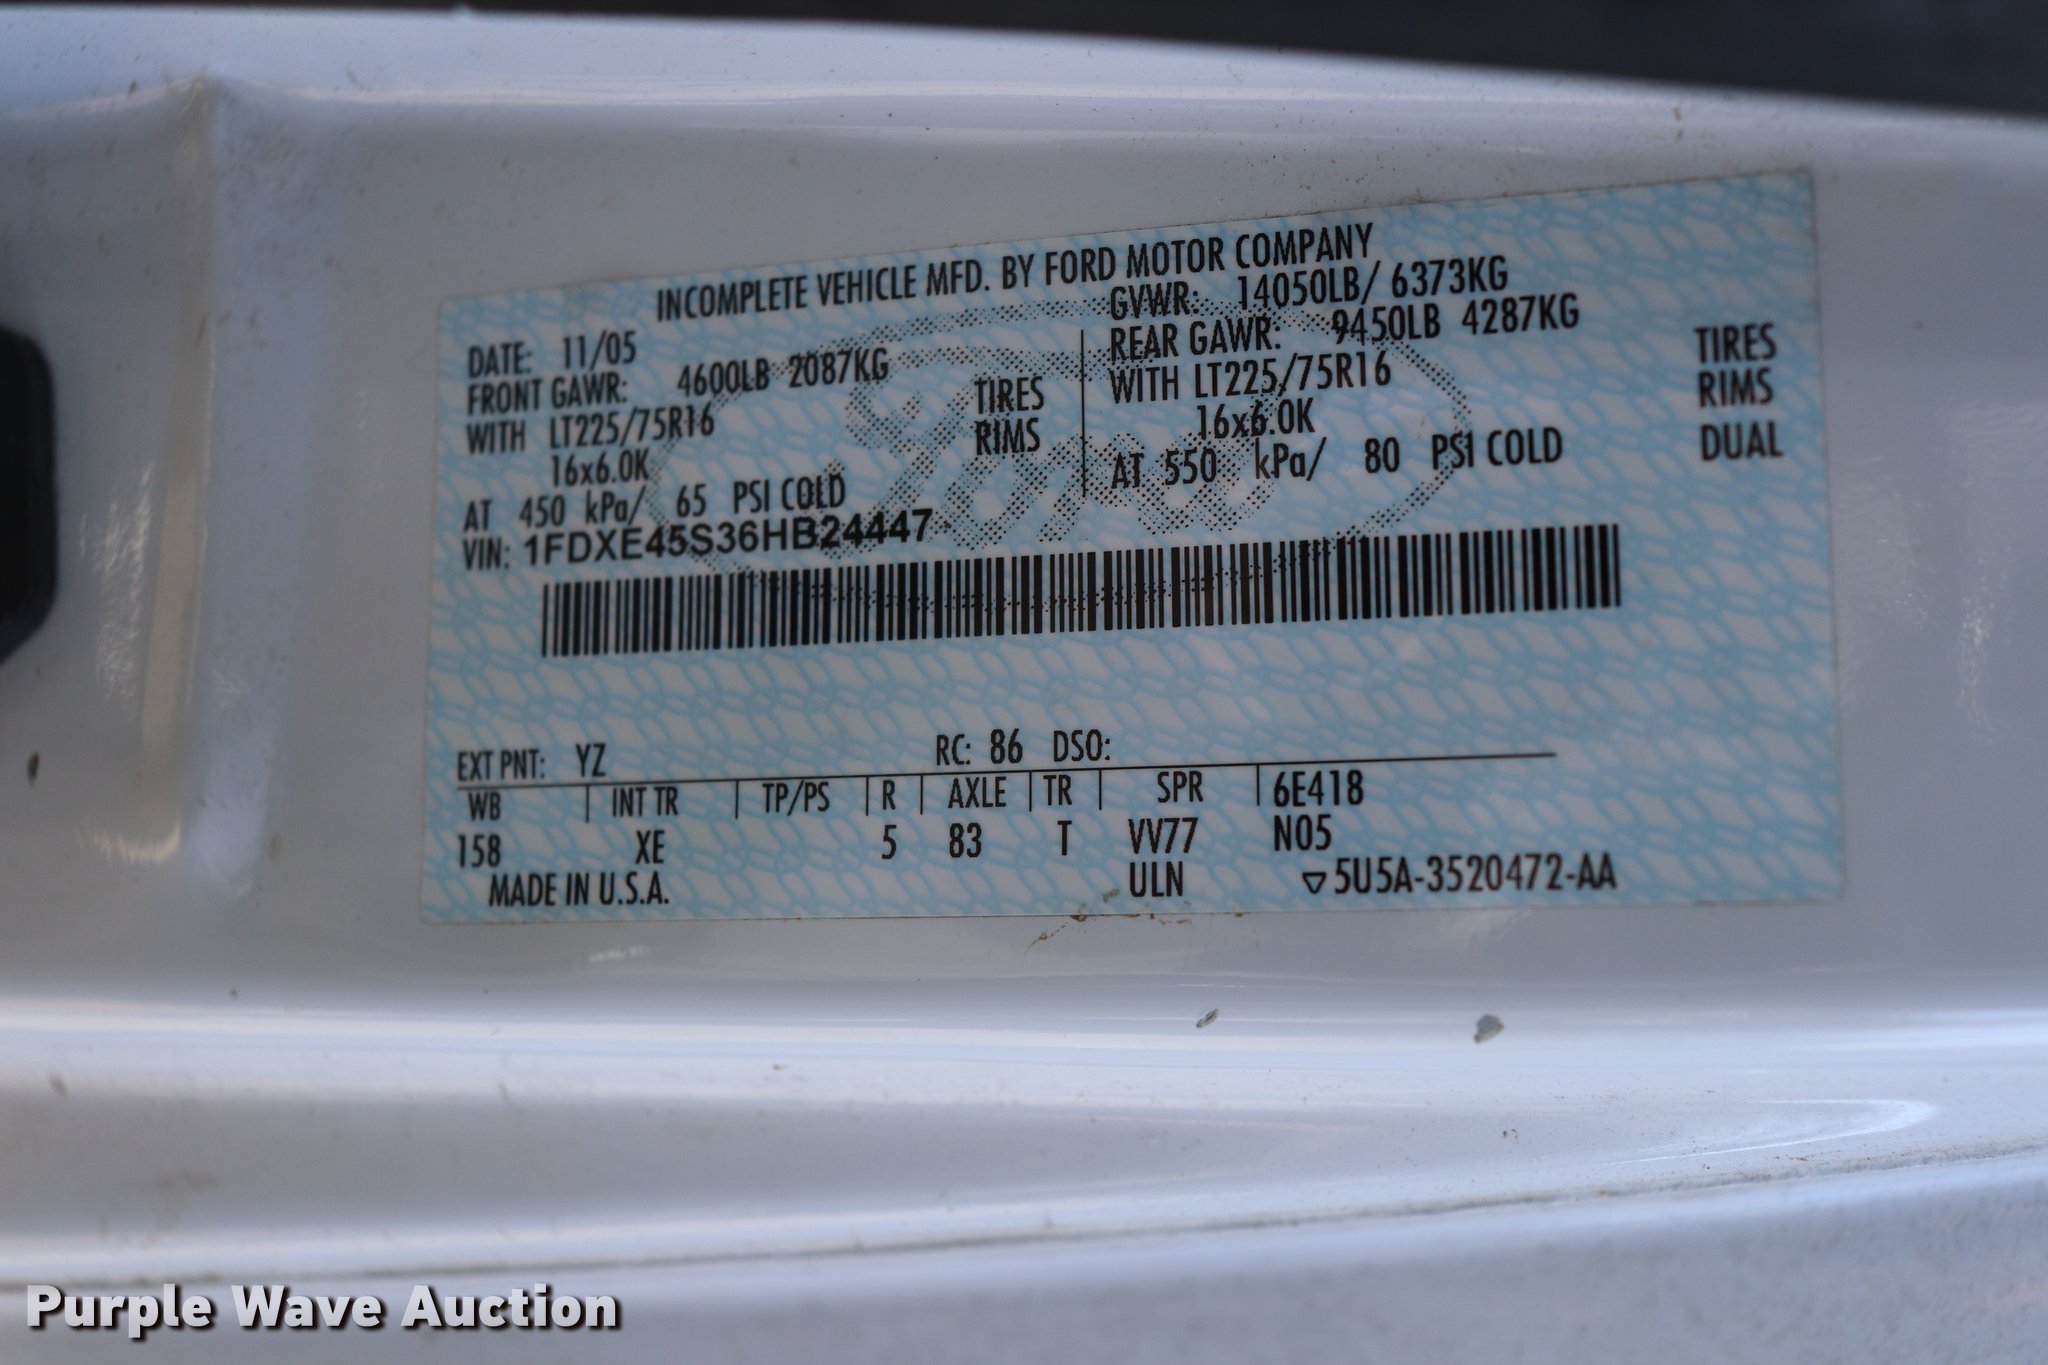 INCOMPLETE VEHICLE MFD. BY FORD MOTOR COMPANY
DATE: 11/05
GVWR: 14050LB/ 6373KG
FRONT GAWR: 4600LB 2087KG
REAR GAWR: 9450LB 4287KG
WITH LT225/75R16 TIRES
WITH LT225/75R16 TIRES
16x6.0K RIMS
16x6.0K RIMS
AT 450 kPa/ 65 PSI COLD
AT 550 kPa/ 80 PSI COLD DUAL
VIN: 1FDXE45S36HB24447
Ford
EXT PNT: YZ RC: 86 DSO:
WB INT TR TP/PS R AXLE TR SPR 6E418
158 XE 5 83 T VV77 N05
MADE IN U.S.A. ULN ▽5U5A-3520472-AA
Purple Wave Auction